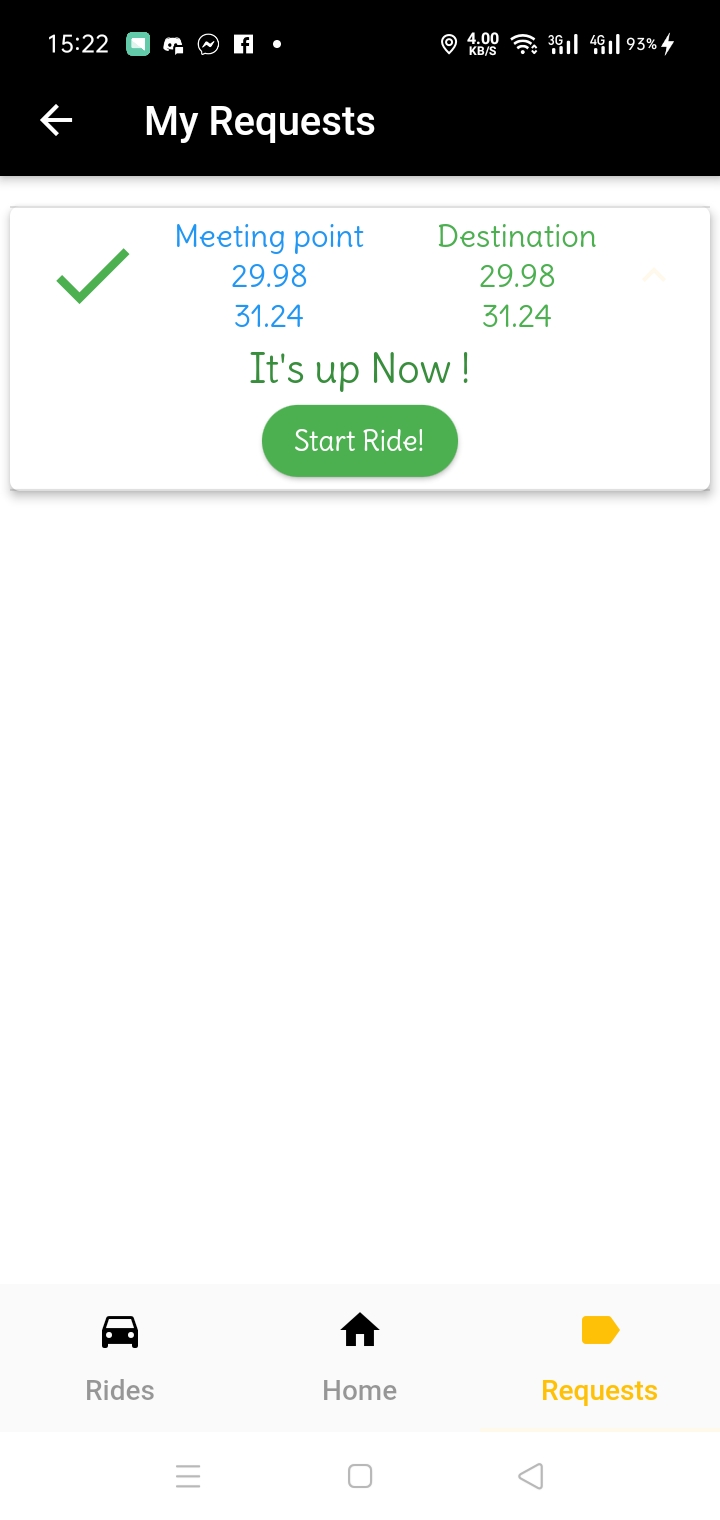 15:22 4.00 KB/S 3G 4G 93%
My Requests
Meeting point Destination
29.98 29.98
31.24 31.24
It's up Now !
Start Ride!
Rides Home Requests